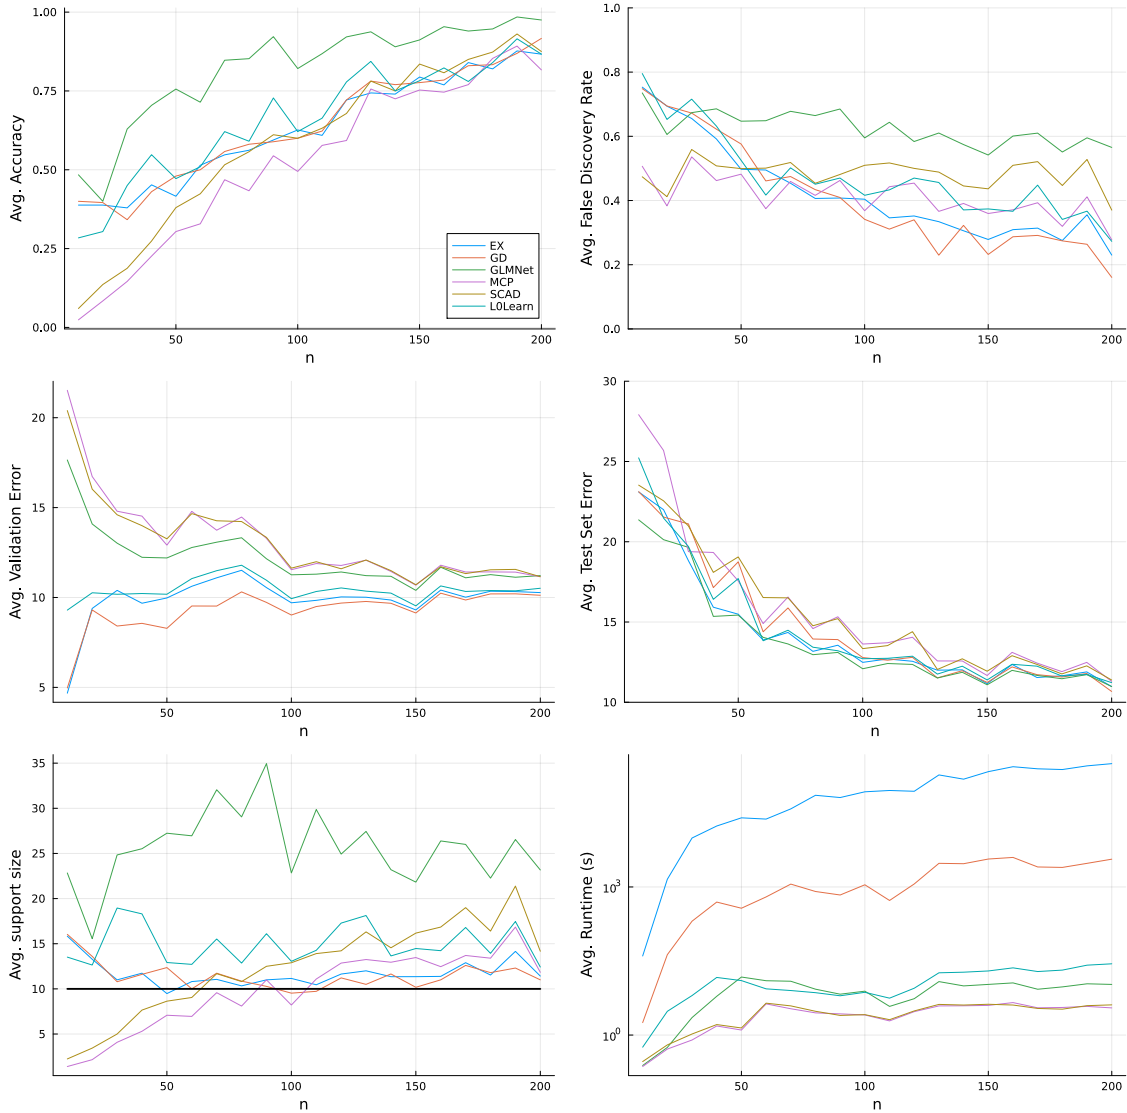 Avg. Accuracy
1.00
0.75
0.50
0.25
0.00
50
100
150
200
n
EX
GD
GLMNet
MCP
SCAD
L0Learn
Avg. False Discovery Rate
1.0
0.8
0.6
0.4
0.2
0.0
50
100
150
200
n
Avg. Validation Error
20
15
10
5
50
100
150
200
n
Avg. Test Set Error
30
25
20
15
10
50
100
150
200
n
Avg. support size
35
30
25
20
15
10
5
50
100
150
200
n
Avg. Runtime (s)
10³
10⁰
50
100
150
200
n